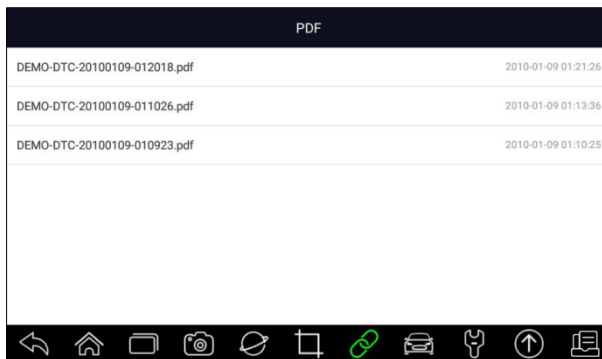 PDF
DEMO-DTC-20100109-012018.pdf 2010-01-09 01:21:26
DEMO-DTC-20100109-011026.pdf 2010-01-09 01:13:36
DEMO-DTC-20100109-010923.pdf 2010-01-09 01:10:25